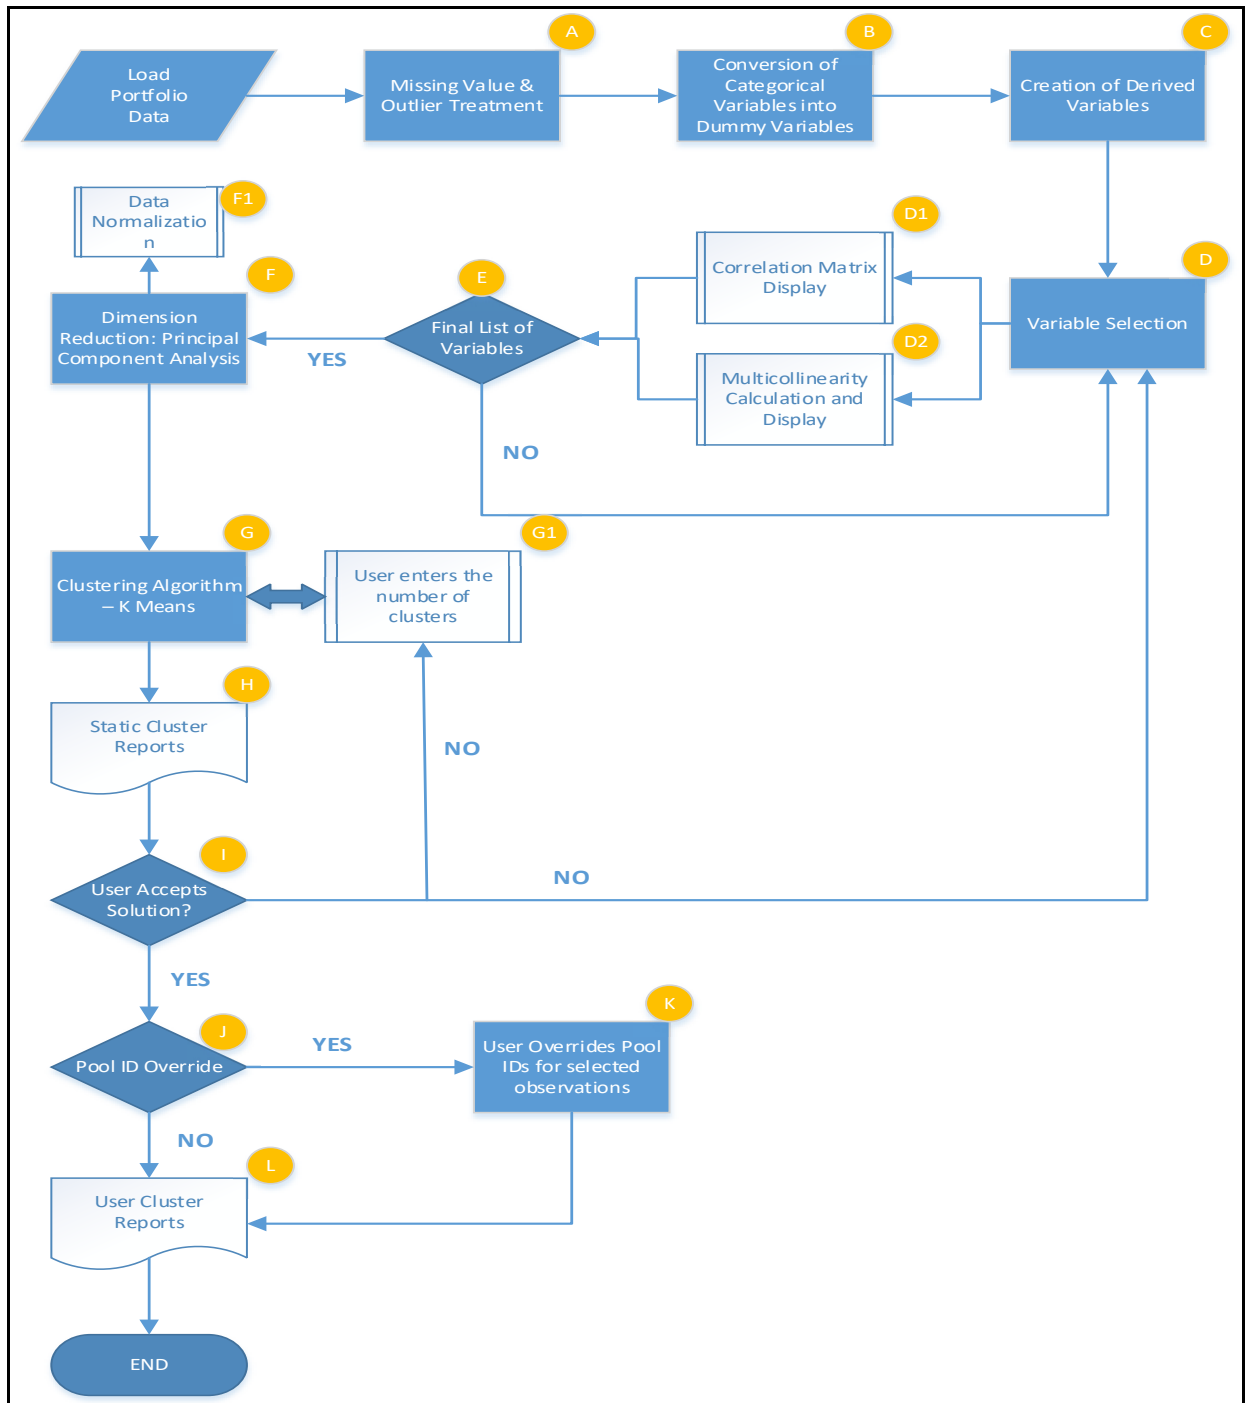 A
B
C
Load
Portfolio
Data
Missing Value &
Outlier Treatment
Conversion of
Categorical
Variables into
Dummy Variables
Creation of Derived
Variables
F1
Data
Normalizatio
n
D1
Correlation Matrix
Display
D
Variable Selection
F
Dimension
Reduction: Principal
Component Analysis
YES
E
Final List of
Variables
D2
Multicollinearity
Calculation and
Display
NO
G
Clustering Algorithm
– K Means
G1
User enters the
number of
clusters
H
Static Cluster
Reports
NO
I
User Accepts
Solution?
NO
YES
J
Pool ID Override
YES
K
User Overrides Pool
IDs for selected
observations
NO
L
User Cluster
Reports
END